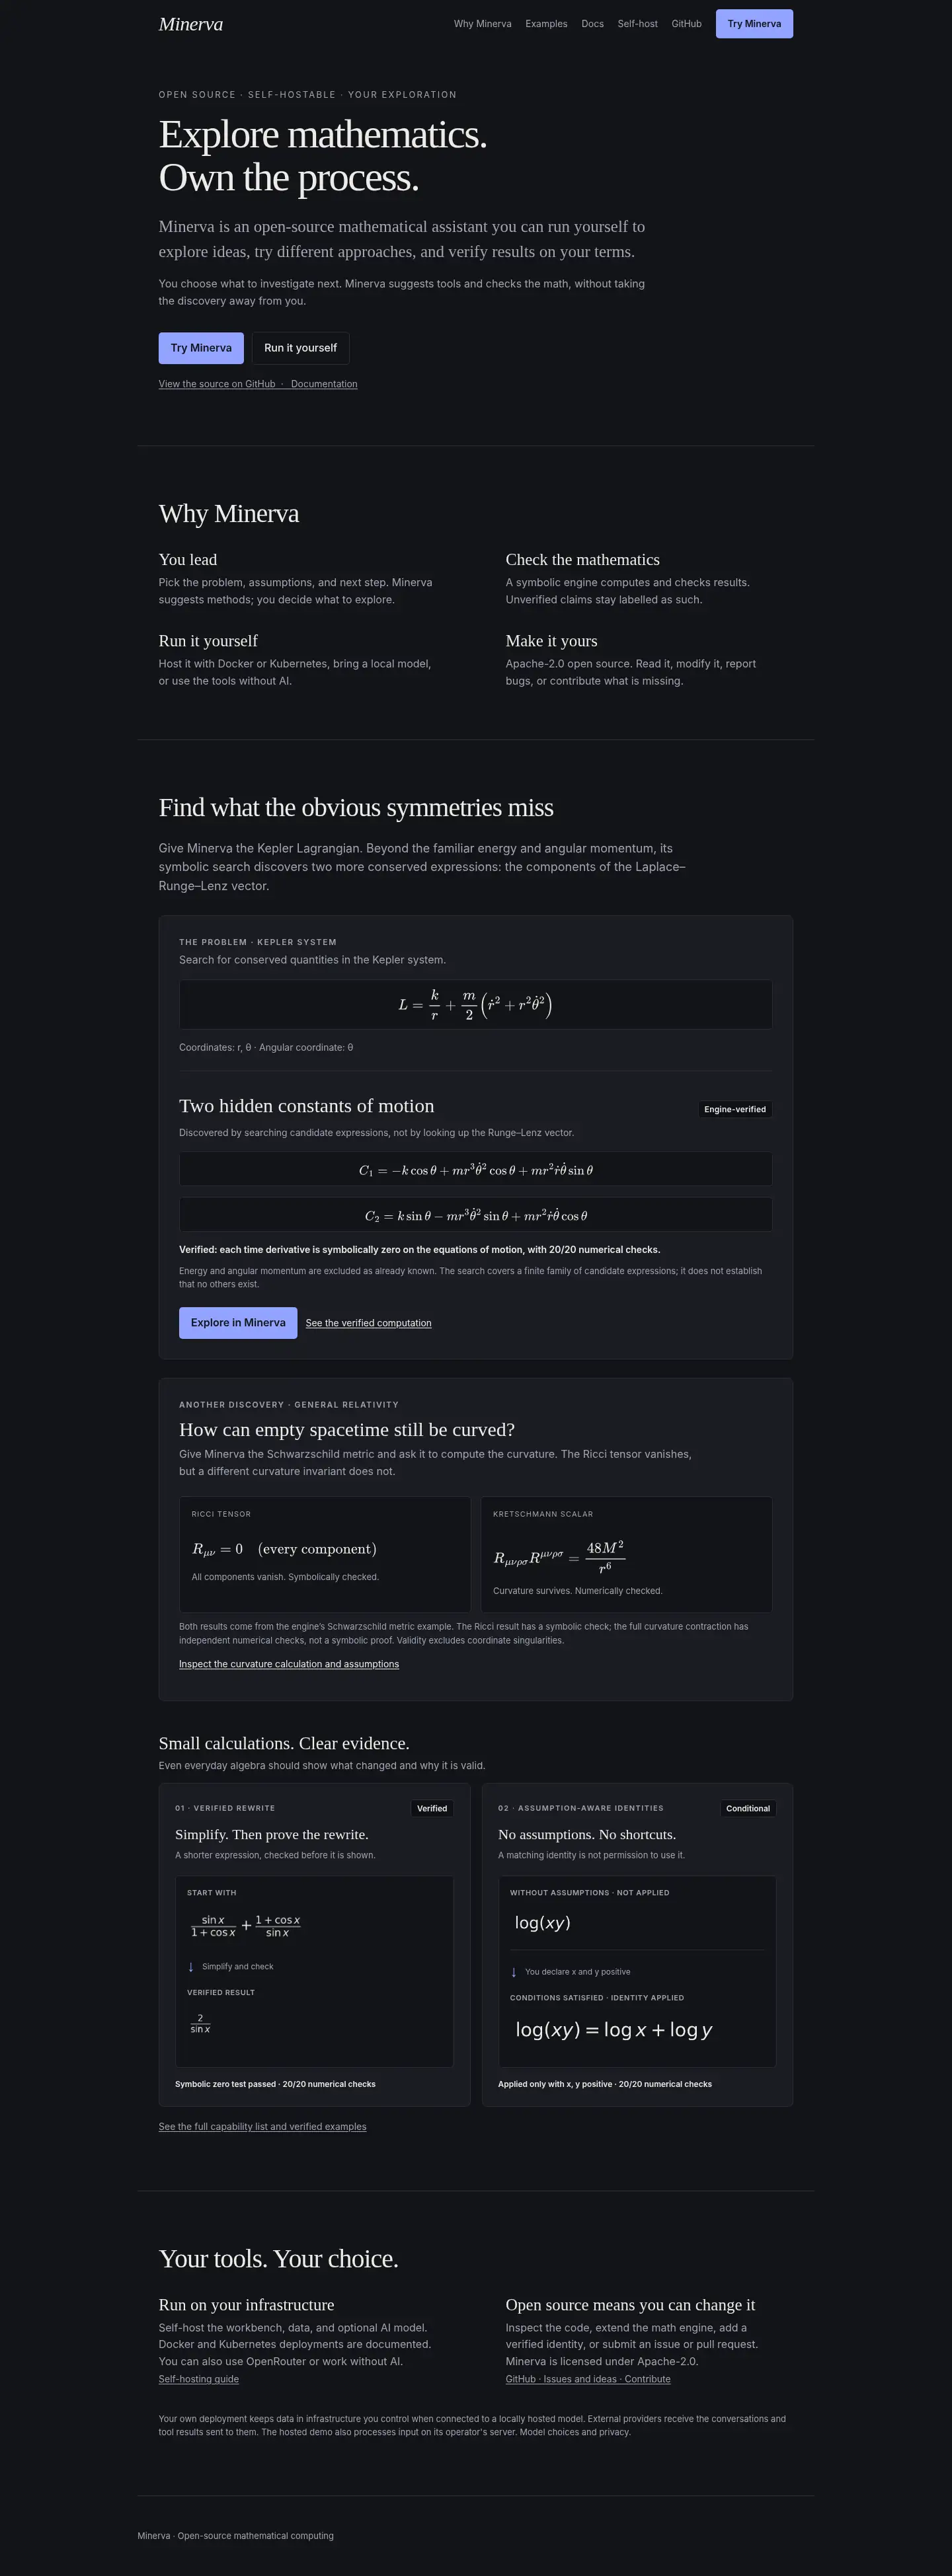 Minerva
Why Minerva Examples Docs Self-host GitHub Try Minerva
OPEN SOURCE · SELF-HOSTABLE · YOUR EXPLORATION
Explore mathematics.
Own the process.
Minerva is an open-source mathematical assistant you can run yourself to
explore ideas, try different approaches, and verify results on your terms.
You choose what to investigate next. Minerva suggests tools and checks the math, without taking
the discovery away from you.
Try Minerva Run it yourself
View the source on GitHub · Documentation
Why Minerva
You lead
Pick the problem, assumptions, and next step. Minerva
suggests methods; you decide what to explore.
Check the mathematics
A symbolic engine computes and checks results.
Unverified claims stay labelled as such.
Run it yourself
Host it with Docker or Kubernetes, bring a local model,
or use the tools without AI.
Make it yours
Apache-2.0 open source. Read it, modify it, report
bugs, or contribute what is missing.
Find what the obvious symmetries miss
Give Minerva the Kepler Lagrangian. Beyond the familiar energy and angular momentum, its
symbolic search discovers two more conserved expressions: the components of the Laplace–
Runge–Lenz vector.
THE PROBLEM · KEPLER SYSTEM
Search for conserved quantities in the Kepler system.
L = k/r + m/2 (ṙ² + r²θ̇²)
Coordinates: r, θ · Angular coordinate: θ
Two hidden constants of motion
Engine-verified
Discovered by searching candidate expressions, not by looking up the Runge–Lenz vector.
C₁ = −k cos θ + mr³θ̇² cos θ + mr²ṙθ̇ sin θ
C₂ = k sin θ − mr³θ̇² sin θ + mr²ṙθ̇ cos θ
Verified: each time derivative is symbolically zero on the equations of motion, with 20/20 numerical checks.
Energy and angular momentum are excluded as already known. The search covers a finite family of candidate expressions; it does not establish
that no others exist.
Explore in Minerva See the verified computation
ANOTHER DISCOVERY · GENERAL RELATIVITY
How can empty spacetime still be curved?
Give Minerva the Schwarzschild metric and ask it to compute the curvature. The Ricci tensor vanishes,
but a different curvature invariant does not.
RICCI TENSOR
R_μν = 0 (every component)
All components vanish. Symbolically checked.
KRETSCHMANN SCALAR
R_μνρσ R^μνρσ = 48M²/r⁶
Curvature survives. Numerically checked.
Both results come from the engine's Schwarzschild metric example. The Ricci result has a symbolic check; the full curvature contraction has
independent numerical checks, not a symbolic proof. Validity excludes coordinate singularities.
Inspect the curvature calculation and assumptions
Small calculations. Clear evidence.
Even everyday algebra should show what changed and why it is valid.
01 · VERIFIED REWRITE Verified
Simplify. Then prove the rewrite.
A shorter expression, checked before it is shown.
START WITH
sin x/(1 + cos x) + (1 + cos x)/sin x
↓ Simplify and check
VERIFIED RESULT
2/sin x
Symbolic zero test passed · 20/20 numerical checks
02 · ASSUMPTION-AWARE IDENTITIES Conditional
No assumptions. No shortcuts.
A matching identity is not permission to use it.
WITHOUT ASSUMPTIONS · NOT APPLIED
log(xy)
↓ You declare x and y positive
CONDITIONS SATISFIED · IDENTITY APPLIED
log(xy) = log x + log y
Applied only with x, y positive · 20/20 numerical checks
See the full capability list and verified examples
Your tools. Your choice.
Run on your infrastructure
Self-host the workbench, data, and optional AI model.
Docker and Kubernetes deployments are documented.
You can also use OpenRouter or work without AI.
Self-hosting guide
Open source means you can change it
Inspect the code, extend the math engine, add a
verified identity, or submit an issue or pull request.
Minerva is licensed under Apache-2.0.
GitHub · Issues and ideas · Contribute
Your own deployment keeps data in infrastructure you control when connected to a locally hosted model. External providers receive the conversations and
tool results sent to them. The hosted demo also processes input on its operator's server. Model choices and privacy.
Minerva · Open-source mathematical computing